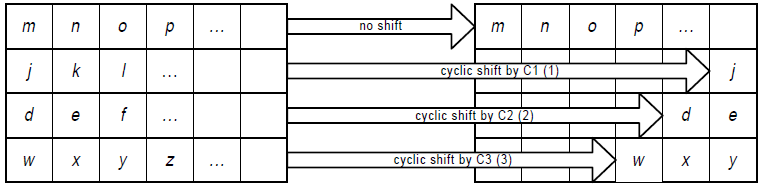 m n o p ... no shift m n o p ...
j k l ... cyclic shift by C1 (1) j
d e f ... cyclic shift by C2 (2) d e
w x y z ... cyclic shift by C3 (3) w x y